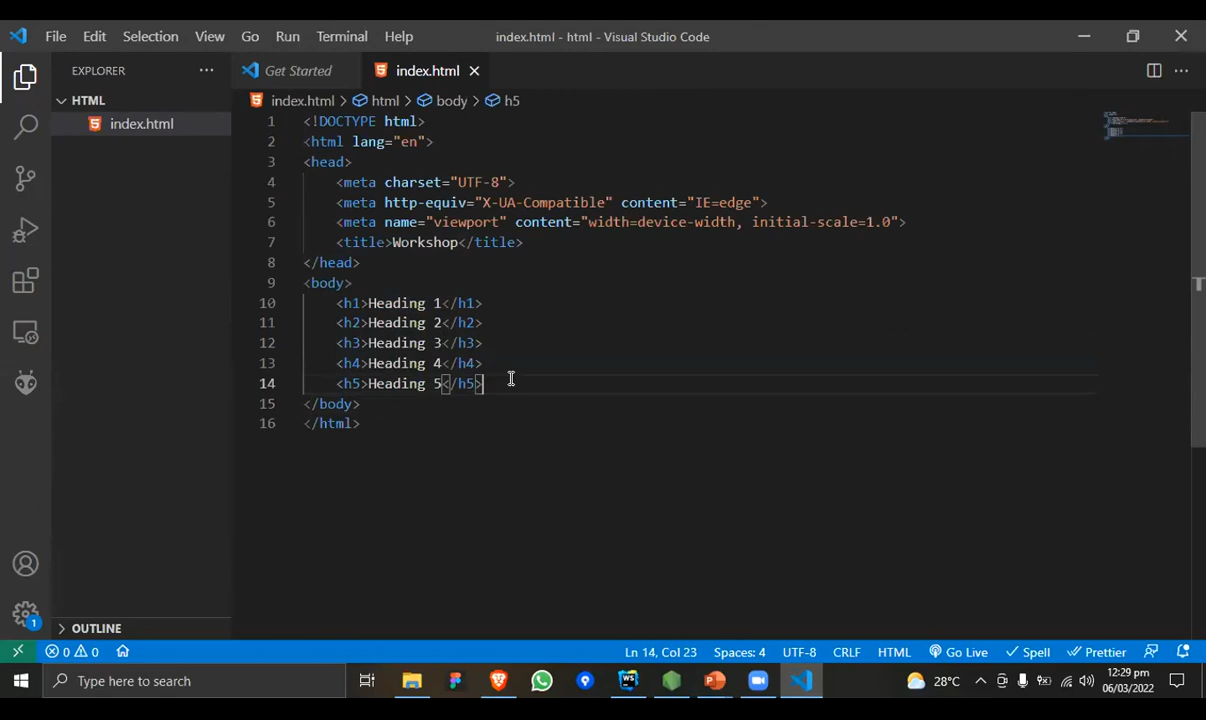 File Edit Selection View Go Run Terminal Help index.html - html - Visual Studio Code
EXPLORER
Get Started
index.html
HTML
index.html
index.html > html > body > h5
1 <!DOCTYPE html>
2 <html lang="en">
3 <head>
4 <meta charset="UTF-8">
5 <meta http-equiv="X-UA-Compatible" content="IE=edge">
6 <meta name="viewport" content="width=device-width, initial-scale=1.0">
7 <title>Workshop</title>
8 </head>
9 <body>
10 <h1>Heading 1</h1>
11 <h2>Heading 2</h2>
12 <h3>Heading 3</h3>
13 <h4>Heading 4</h4>
14 <h5>Heading 5</h5>
15 </body>
16 </html>
1
OUTLINE
0 0 Ln 14, Col 23 Spaces: 4 UTF-8 CRLF HTML Go Live Spell Prettier
Type here to search
WS
28°C
12:29 pm
06/03/2022